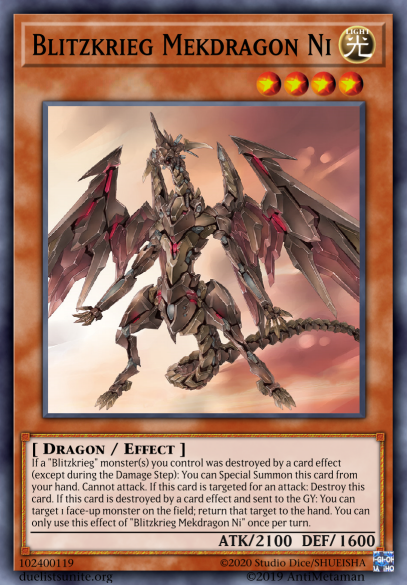 BLITZKRIEG MEKDRAGON NI
LIGHT
光
[ DRAGON / EFFECT ]
If a "Blitzkrieg" monster(s) you control was destroyed by a card effect
(except during the Damage Step): You can Special Summon this card from
your hand. Cannot attack. If this card is targeted for an attack: Destroy this
card. If this card is destroyed by a card effect and sent to the GY: You can
target 1 face-up monster on the field; return that target to the hand. You can
only use this effect of "Blitzkrieg Mekdragon Ni" once per turn.
ATK/2100 DEF/1600
102400119
©2020 Studio Dice/SHUEISHA
duelistsunite.org
©2019 AntiMetaman